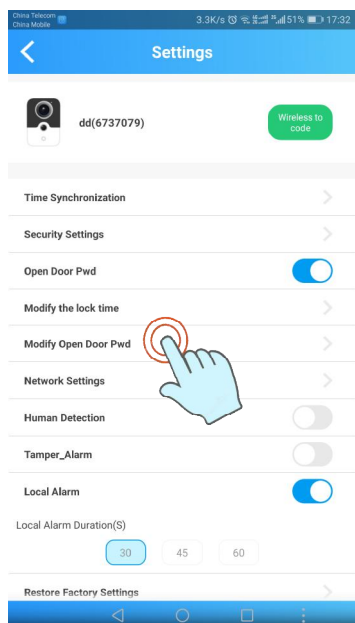 China Telecom
China Mobile
3.3K/s 51% 17:32
Settings
dd(6737079)
Wireless to
code
Time Synchronization
Security Settings
Open Door Pwd
Modify the lock time
Modify Open Door Pwd
Network Settings
Human Detection
Tamper_Alarm
Local Alarm
Local Alarm Duration(S)
30 45 60
Restore Factory Settings